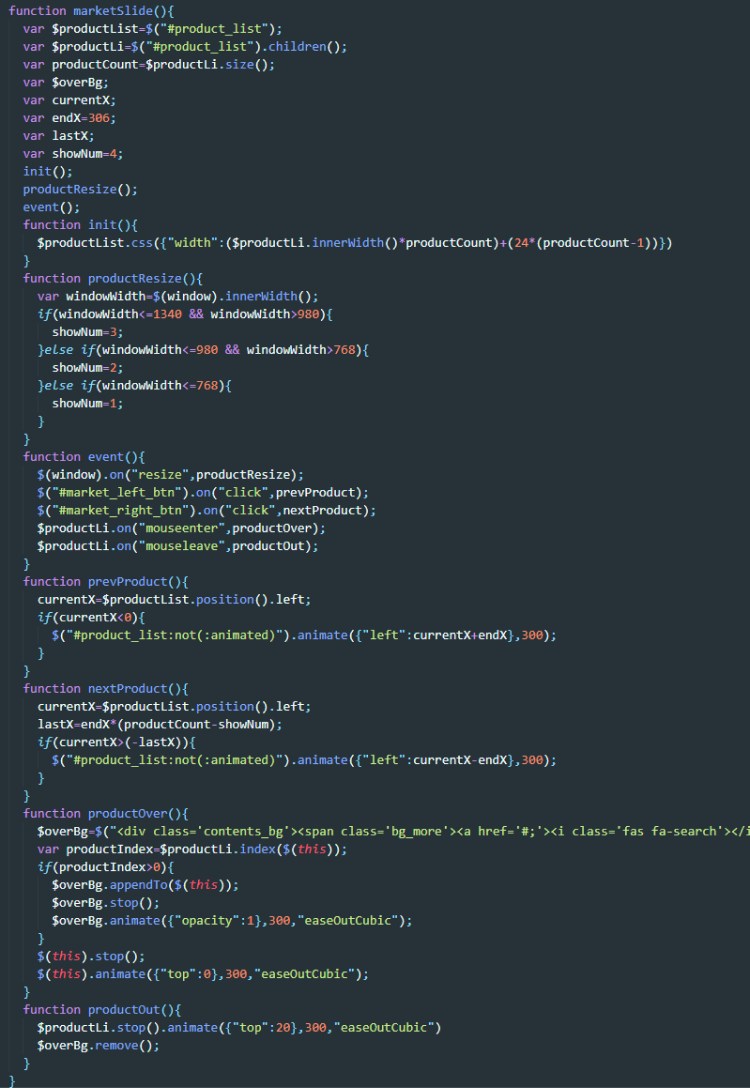 function marketSlide(){
  var $productList=$("#product_list");
  var $productLi=$("#product_list").children();
  var productCount=$productLi.size();
  var $overBg;
  var currentX;
  var endX=306;
  var lastX;
  var showNum=4;
  init();
  productResize();
  event();
  function init(){
    $productList.css({"width":($productLi.innerWidth()*productCount)+(24*(productCount-1))})
  }
  function productResize(){
    var windowWidth=$(window).innerWidth();
    if(windowWidth<=1340 && windowWidth>980){
      showNum=3;
    }else if(windowWidth<=980 && windowWidth>768){
      showNum=2;
    }else if(windowWidth<=768){
      showNum=1;
    }
  }
  function event(){
    $(window).on("resize",productResize);
    $("#market_left_btn").on("click",prevProduct);
    $("#market_right_btn").on("click",nextProduct);
    $productLi.on("mouseenter",productOver);
    $productLi.on("mouseleave",productOut);
  }
  function prevProduct(){
    currentX=$productList.position().left;
    if(currentX<0){
      $("#product_list:not(:animated)").animate({"left":currentX+endX},300);
    }
  }
  function nextProduct(){
    currentX=$productList.position().left;
    lastX=endX*(productCount-showNum);
    if(currentX>(-lastX)){
      $("#product_list:not(:animated)").animate({"left":currentX-endX},300);
    }
  }
  function productOver(){
    $overBg=$("<div class='contents_bg'><span class='bg_more'><a href='#;'><i class='fas fa-search'></i
    var productIndex=$productLi.index($(this));
    if(productIndex>0){
      $overBg.appendTo($(this));
      $overBg.stop();
      $overBg.animate({"opacity":1},300,"easeOutCubic");
    }
    $(this).stop();
    $(this).animate({"top":0},300,"easeOutCubic");
  }
  function productOut(){
    $productLi.stop().animate({"top":20},300,"easeOutCubic")
    $overBg.remove();
  }
}